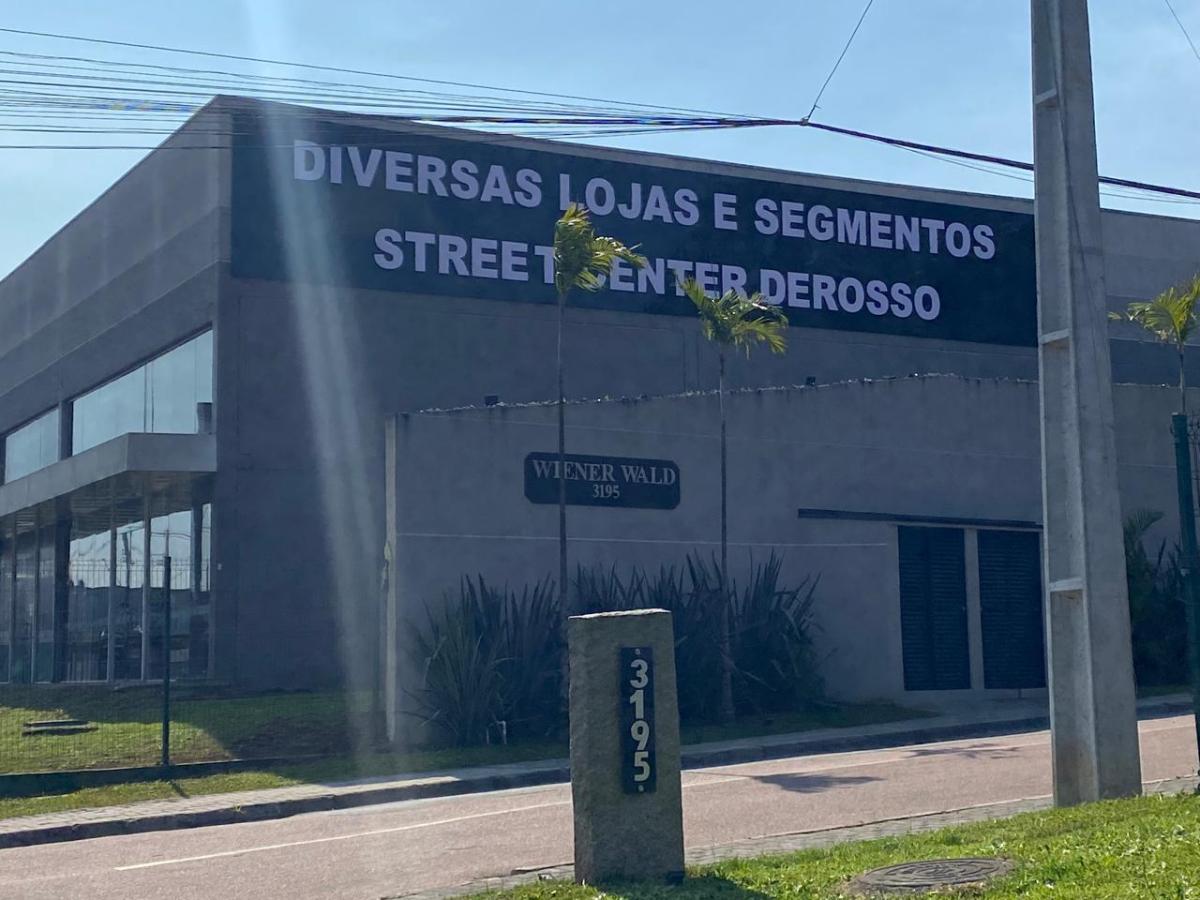 DIVERSAS LOJAS E SEGMENTOS
STREET CENTER DEROSSO
WIENER WALD
3195
3195